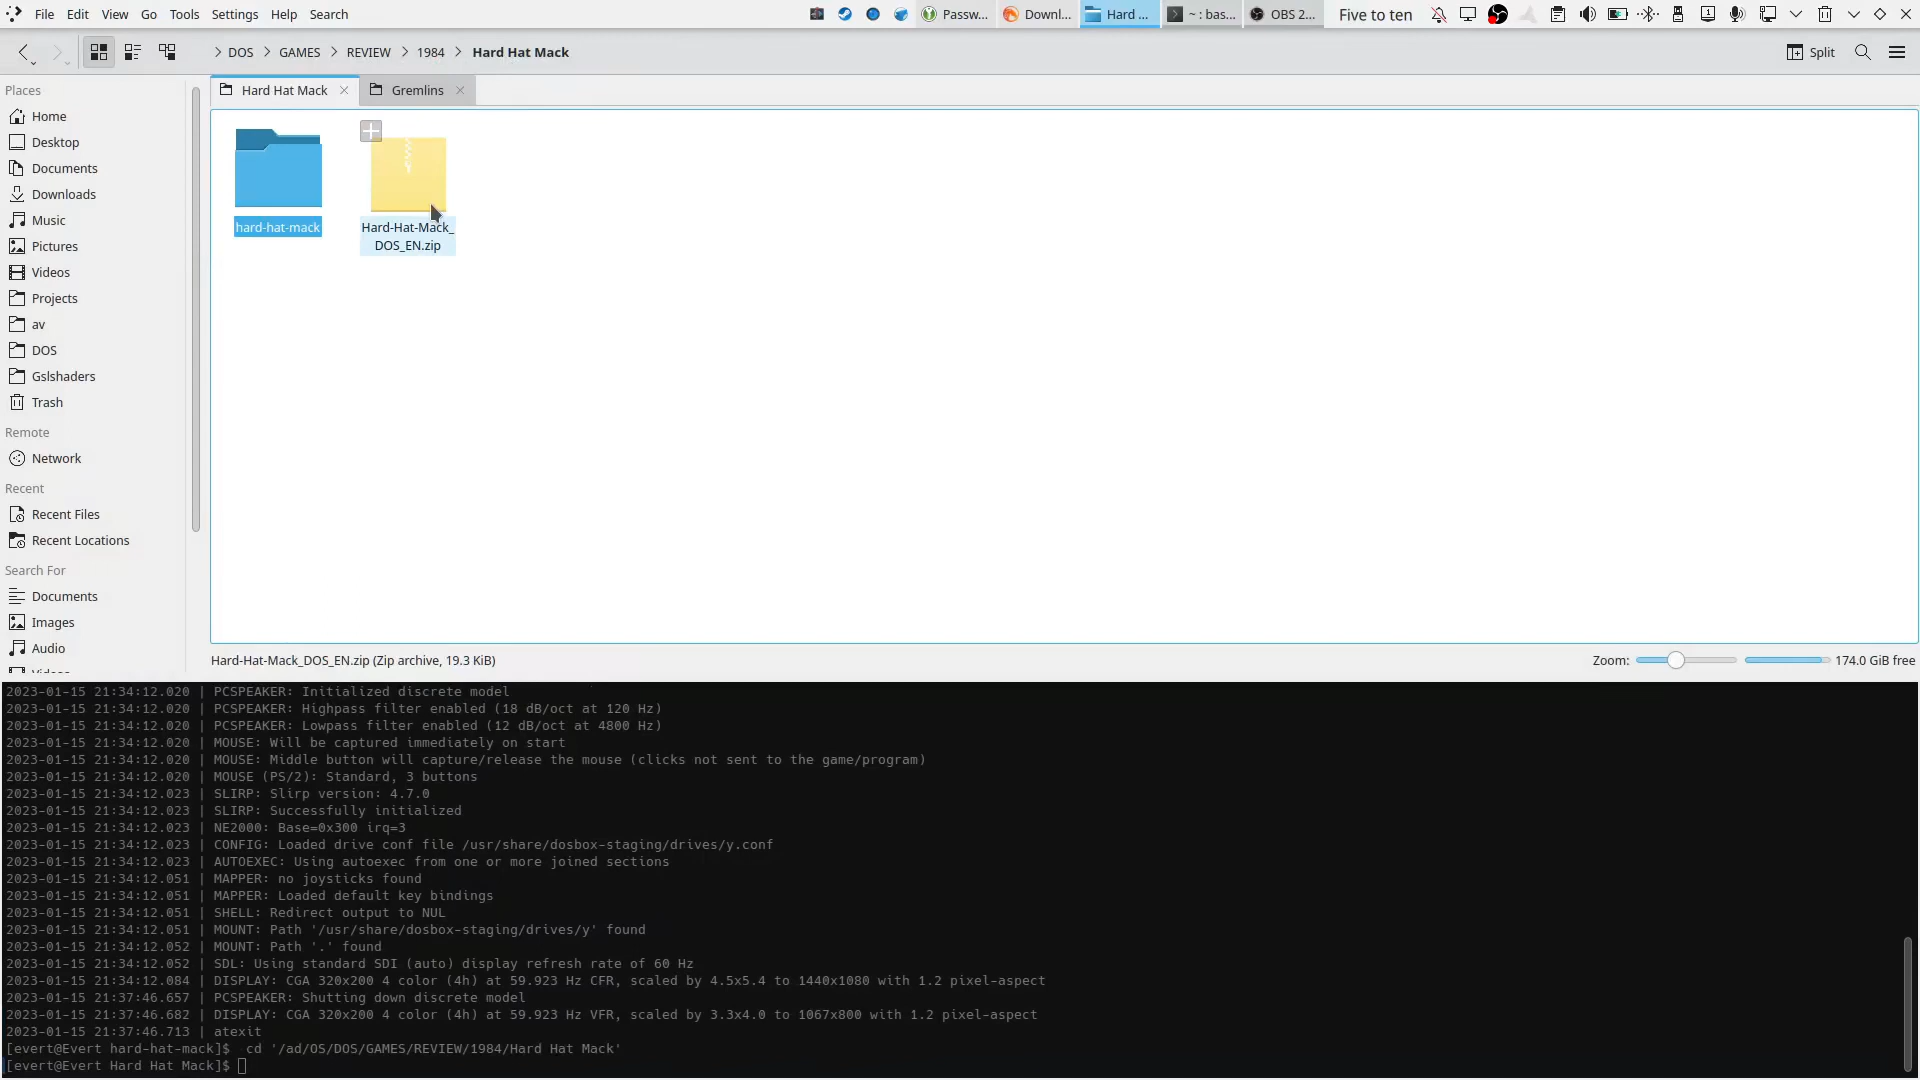 File Edit View Go Tools Settings Help Search Passw... Downl... Hard ... ~ : bas... OBS 2... Five to ten
DOS GAMES REVIEW 1984 Hard Hat Mack Split
Places
Home
Desktop
Documents
Downloads
Music
Pictures
Videos
Projects
av
DOS
Gslshaders
Trash
Remote
Network
Recent
Recent Files
Recent Locations
Search For
Documents
Images
Audio
Hard Hat Mack Gremlins
hard-hat-mack
Hard-Hat-Mack_
DOS_EN.zip
Hard-Hat-Mack_DOS_EN.zip (Zip archive, 19.3 KiB) Zoom: 174.0 GiB free
2023-01-15 21:34:12.020 | PCSPEAKER: Initialized discrete model
2023-01-15 21:34:12.020 | PCSPEAKER: Highpass filter enabled (18 dB/oct at 120 Hz)
2023-01-15 21:34:12.020 | PCSPEAKER: Lowpass filter enabled (12 dB/oct at 4800 Hz)
2023-01-15 21:34:12.020 | MOUSE: Will be captured immediately on start
2023-01-15 21:34:12.020 | MOUSE: Middle button will capture/release the mouse (clicks not sent to the game/program)
2023-01-15 21:34:12.020 | MOUSE (PS/2): Standard, 3 buttons
2023-01-15 21:34:12.023 | SLIRP: Slirp version: 4.7.0
2023-01-15 21:34:12.023 | SLIRP: Successfully initialized
2023-01-15 21:34:12.023 | NE2000: Base=0x300 irq=3
2023-01-15 21:34:12.023 | CONFIG: Loaded drive conf file /usr/share/dosbox-staging/drives/y.conf
2023-01-15 21:34:12.023 | AUTOEXEC: Using autoexec from one or more joined sections
2023-01-15 21:34:12.051 | MAPPER: no joysticks found
2023-01-15 21:34:12.051 | MAPPER: Loaded default key bindings
2023-01-15 21:34:12.051 | SHELL: Redirect output to NUL
2023-01-15 21:34:12.051 | MOUNT: Path '/usr/share/dosbox-staging/drives/y' found
2023-01-15 21:34:12.052 | MOUNT: Path '.' found
2023-01-15 21:34:12.052 | SDL: Using standard SDI (auto) display refresh rate of 60 Hz
2023-01-15 21:34:12.084 | DISPLAY: CGA 320x200 4 color (4h) at 59.923 Hz CFR, scaled by 4.5x5.4 to 1440x1080 with 1.2 pixel-aspect
2023-01-15 21:37:46.657 | PCSPEAKER: Shutting down discrete model
2023-01-15 21:37:46.682 | DISPLAY: CGA 320x200 4 color (4h) at 59.923 Hz VFR, scaled by 3.3x4.0 to 1067x800 with 1.2 pixel-aspect
2023-01-15 21:37:46.713 | atexit
[evert@Evert hard-hat-mack]$  cd '/ad/OS/DOS/GAMES/REVIEW/1984/Hard Hat Mack'
[evert@Evert Hard Hat Mack]$